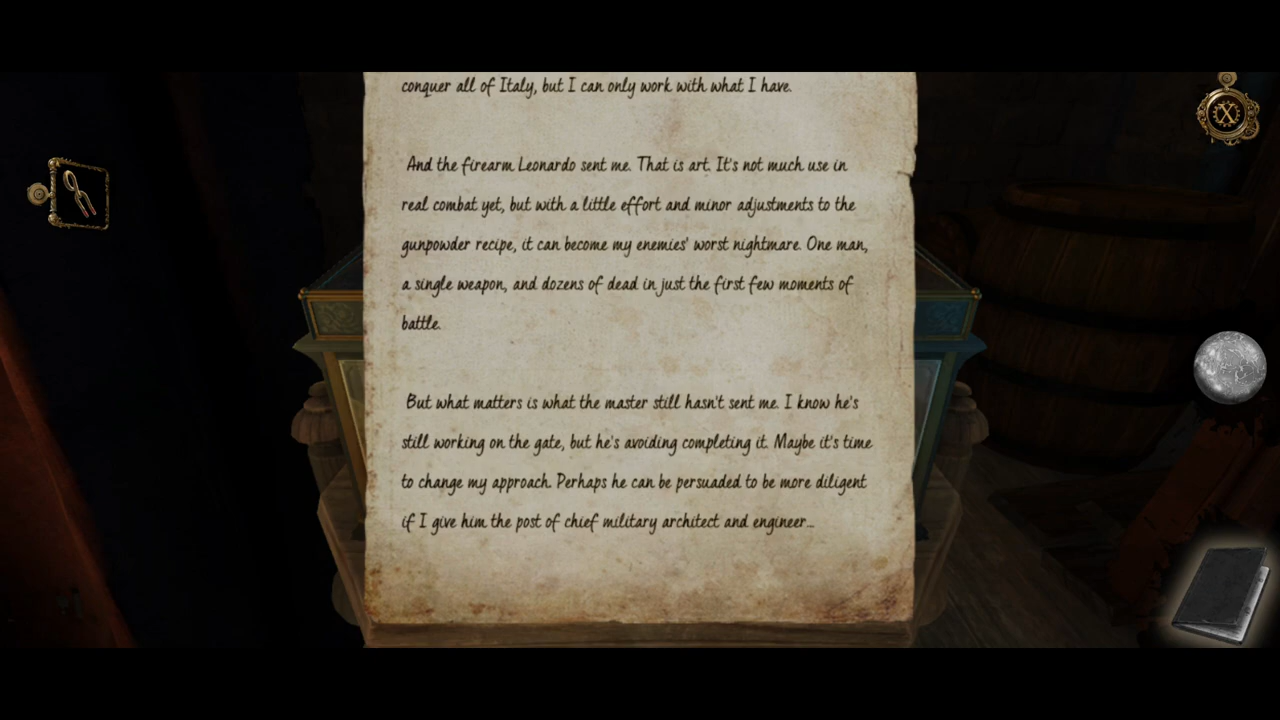 conquer all of Italy, but I can only work with what I have.
And the firearm Leonardo sent me. That is art. It's not much use in
real combat yet, but with a little effort and minor adjustments to the
gunpowder recipe, it can become my enemies' worst nightmare. One man,
a single weapon, and dozens of dead in just the first few moments of
battle.
But what matters is what the master still hasn't sent me. I know he's
still working on the gate, but he's avoiding completing it. Maybe it's time
to change my approach. Perhaps he can be persuaded to be more diligent
if I give him the post of chief military architect and engineer...
X